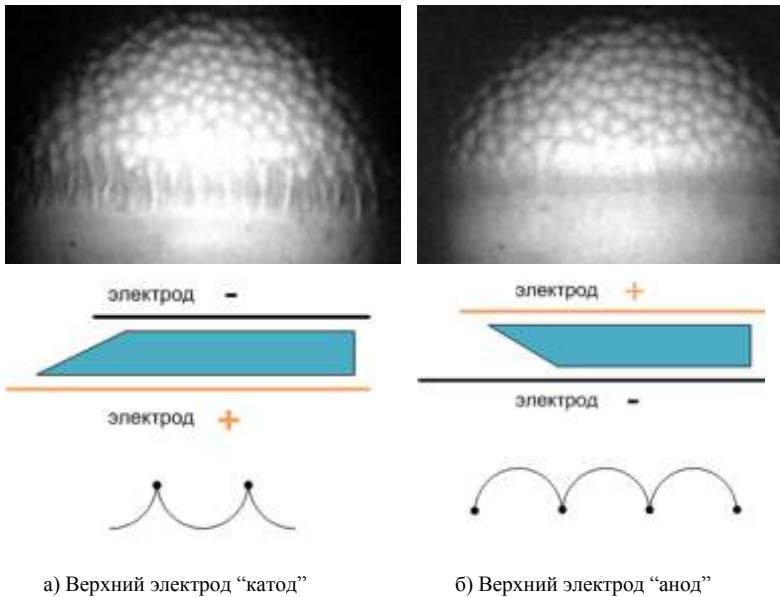 электрод -
электрод +
а) Верхний электрод “катод”
электрод +
электрод -
б) Верхний электрод “анод”